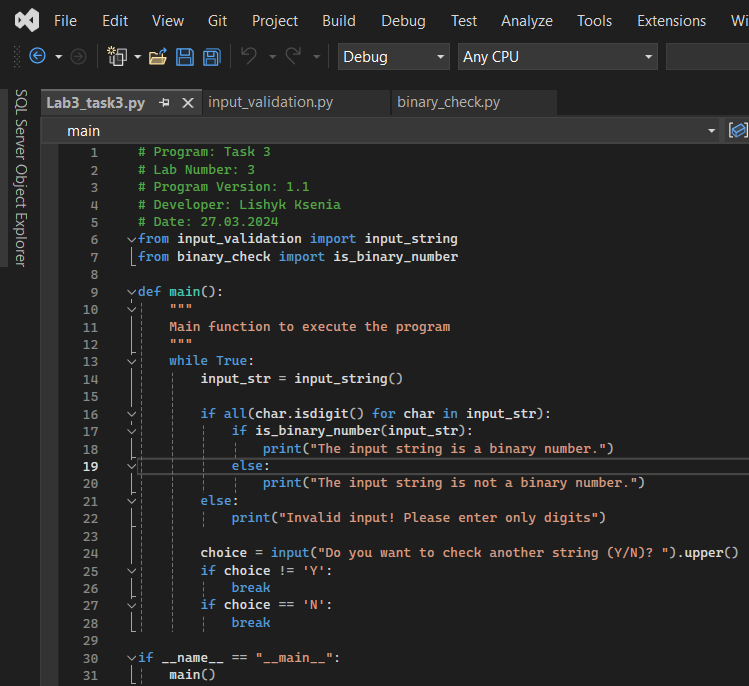 File Edit View Git Project Build Debug Test Analyze Tools Extensions Wi
Debug Any CPU
SQL Server Object Explorer
Lab3_task3.py input_validation.py binary_check.py
main
1 # Program: Task 3
2 # Lab Number: 3
3 # Program Version: 1.1
4 # Developer: Lishyk Ksenia
5 # Date: 27.03.2024
6 from input_validation import input_string
7 from binary_check import is_binary_number
8
9 def main():
10 """
11 Main function to execute the program
12 """
13 while True:
14 input_str = input_string()
15
16 if all(char.isdigit() for char in input_str):
17 if is_binary_number(input_str):
18 print("The input string is a binary number.")
19 else:
20 print("The input string is not a binary number.")
21 else:
22 print("Invalid input! Please enter only digits")
23
24 choice = input("Do you want to check another string (Y/N)? ").upper()
25 if choice != 'Y':
26 break
27 if choice == 'N':
28 break
29
30 if __name__ == "__main__":
31 main()